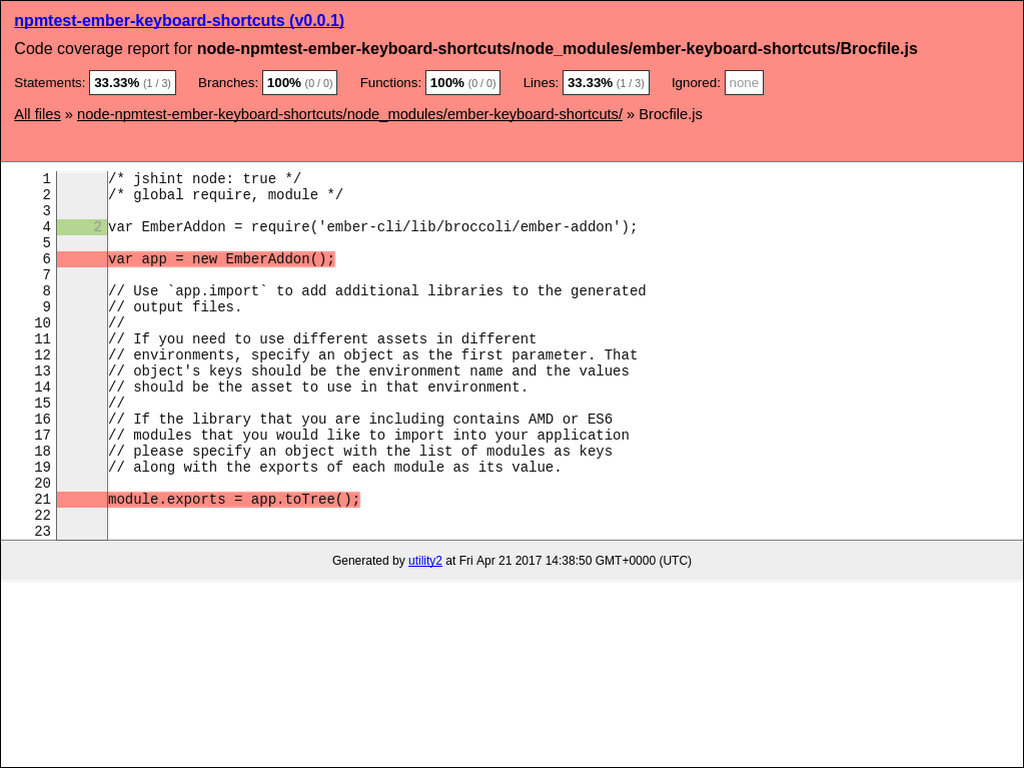 npmtest-ember-keyboard-shortcuts (v0.0.1)
Code coverage report for node-npmtest-ember-keyboard-shortcuts/node_modules/ember-keyboard-shortcuts/Brocfile.js
Statements: 33.33% (1 / 3) Branches: 100% (0 / 0) Functions: 100% (0 / 0) Lines: 33.33% (1 / 3) Ignored: none
All files » node-npmtest-ember-keyboard-shortcuts/node_modules/ember-keyboard-shortcuts/ » Brocfile.js
1 /* jshint node: true */
2 /* global require, module */
3
4 2 var EmberAddon = require('ember-cli/lib/broccoli/ember-addon');
5
6 var app = new EmberAddon();
7
8 // Use `app.import` to add additional libraries to the generated
9 // output files.
10 //
11 // If you need to use different assets in different
12 // environments, specify an object as the first parameter. That
13 // object's keys should be the environment name and the values
14 // should be the asset to use in that environment.
15 //
16 // If the library that you are including contains AMD or ES6
17 // modules that you would like to import into your application
18 // please specify an object with the list of modules as keys
19 // along with the exports of each module as its value.
20
21 module.exports = app.toTree();
22
23
Generated by utility2 at Fri Apr 21 2017 14:38:50 GMT+0000 (UTC)